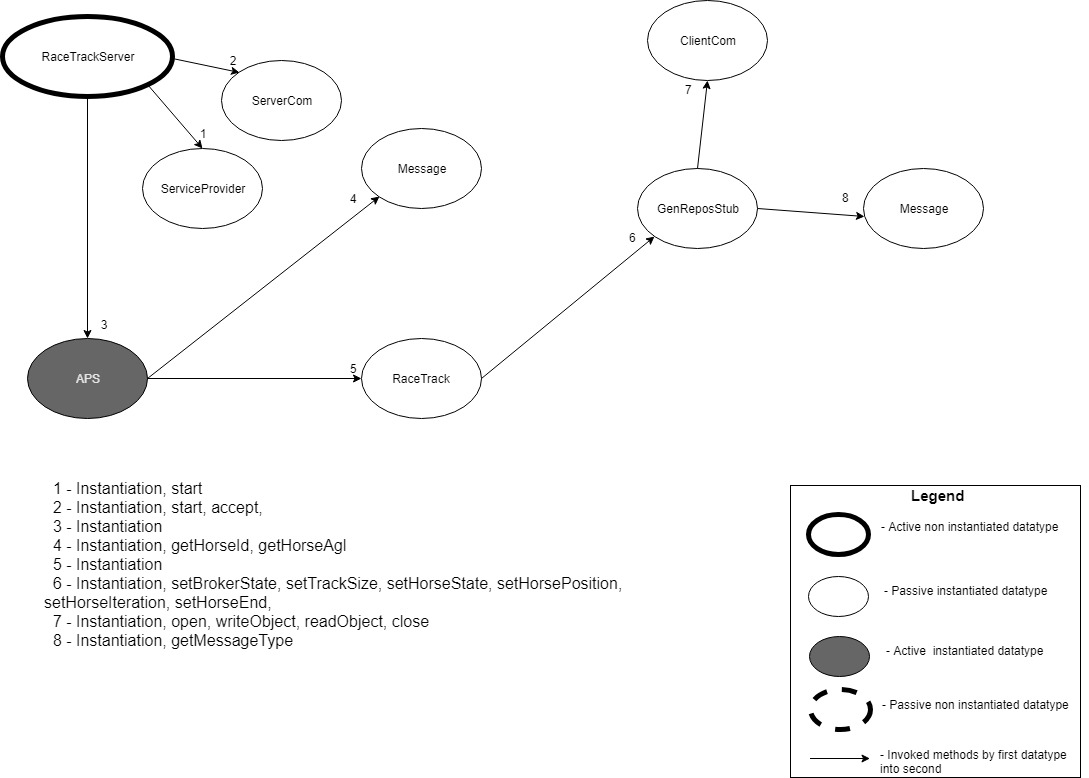 ClientCom
RaceTrackServer
2
7
ServerCom
1
Message
ServiceProvider
4
GenReposStub
8
Message
6
3
5
APS
RaceTrack
1 - Instantiation, start
2 - Instantiation, start, accept,
3 - Instantiation
4 - Instantiation, getHorseId, getHorseAgl
5 - Instantiation
6 - Instantiation, setBrokerState, setTrackSize, setHorseState, setHorsePosition,
setHorseIteration, setHorseEnd,
7 - Instantiation, open, writeObject, readObject, close
8 - Instantiation, getMessageType
Legend
- Active non instantiated datatype
- Passive instantiated datatype
- Active  instantiated datatype
- Passive non instantiated datatype
- Invoked methods by first datatype
into second